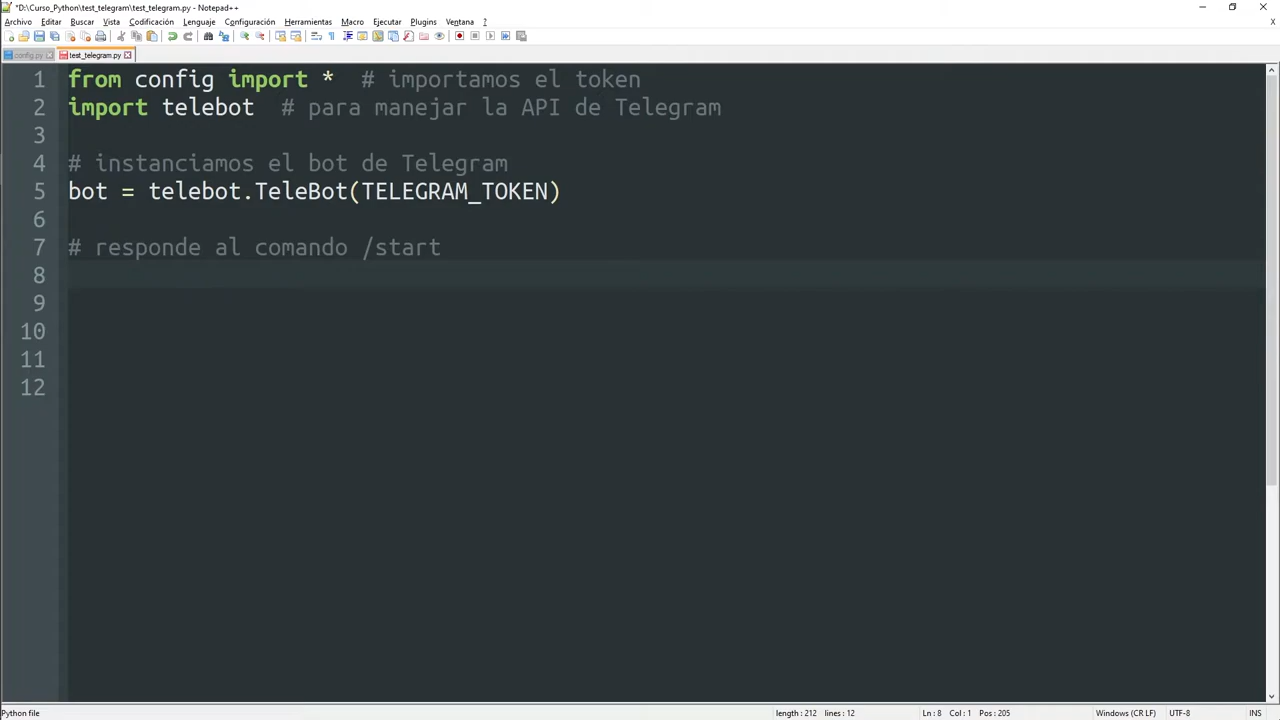 *D:\Curso_Python\test_telegram\test_telegram.py - Notepad++
Archivo Editar Buscar Vista Codificación Lenguaje Configuración Herramientas Macro Ejecutar Plugins Ventana ?
config.py test_telegram.py
1 from config import *  # importamos el token
2 import telebot  # para manejar la API de Telegram
3
4 # instanciamos el bot de Telegram
5 bot = telebot.TeleBot(TELEGRAM_TOKEN)
6
7 # responde al comando /start
8
9
10
11
12
Python file length : 212 lines : 12 Ln : 8 Col : 1 Pos : 205 Windows (CR LF) UTF-8 INS